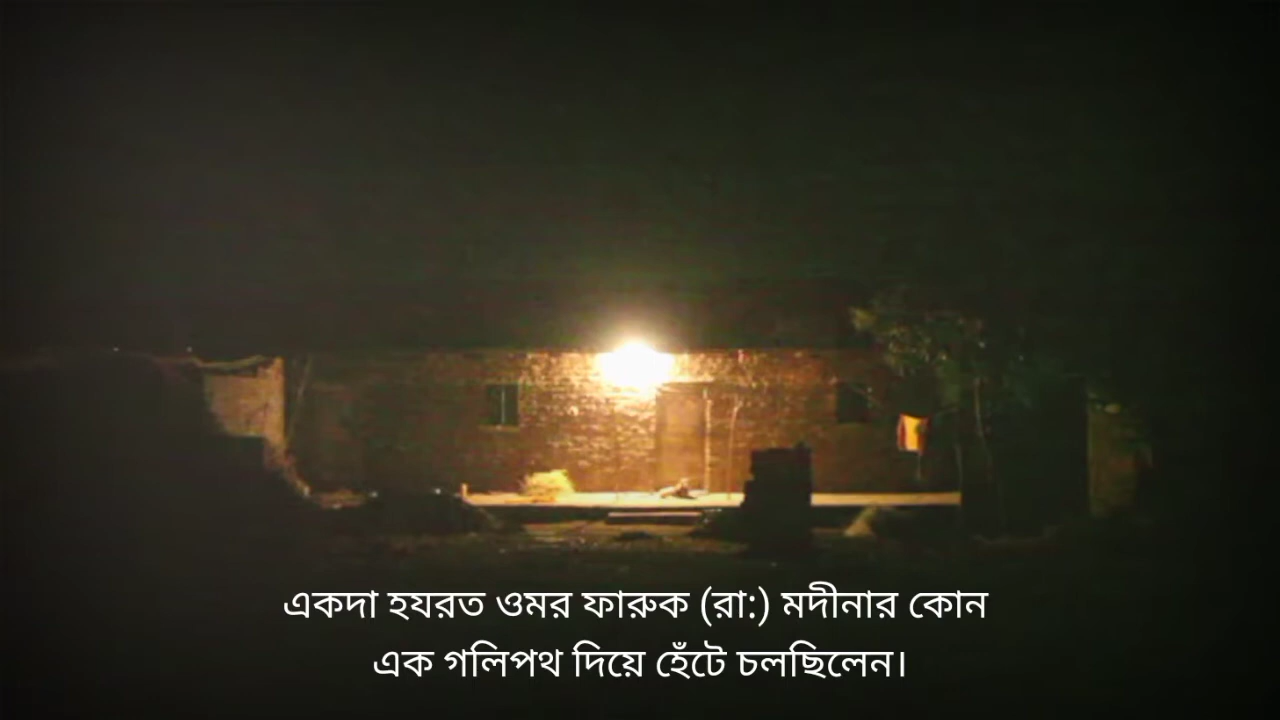 একদা হযরত ওমর ফারুক (রা:) মদীনার কোন
এক গলিপথ দিয়ে হেঁটে চলছিলেন।